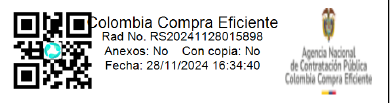 Colombia Compra Eficiente
Rad No. RS20241128015898
Anexos: No Con copia: No
Fecha: 28/11/2024 16:34:40
Agencia Nacional
de Contratación Pública
Colombia Compra Eficiente